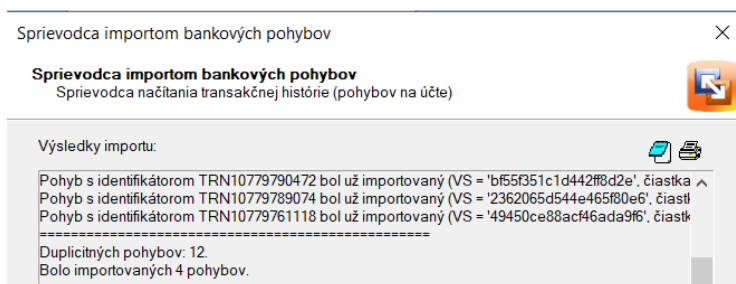 Sprievodca importom bankových pohybov
Sprievodca importom bankových pohybov
Sprievodca načítania transakčnej histórie (pohybov na účte)
Výsledky importu:
Pohyb s identifikátorom TRN10779790472 bol už importovaný (VS = 'bf55f351c1d442ff8d2e', čiastka
Pohyb s identifikátorom TRN10779789074 bol už importovaný (VS = '2362065d544e465f80e6', čiastk
Pohyb s identifikátorom TRN10779761118 bol už importovaný (VS = '49450ce88acf46ada9f6', čiastk
==================================================
Duplicitných pohybov: 12.
Bolo importovaných 4 pohybov.